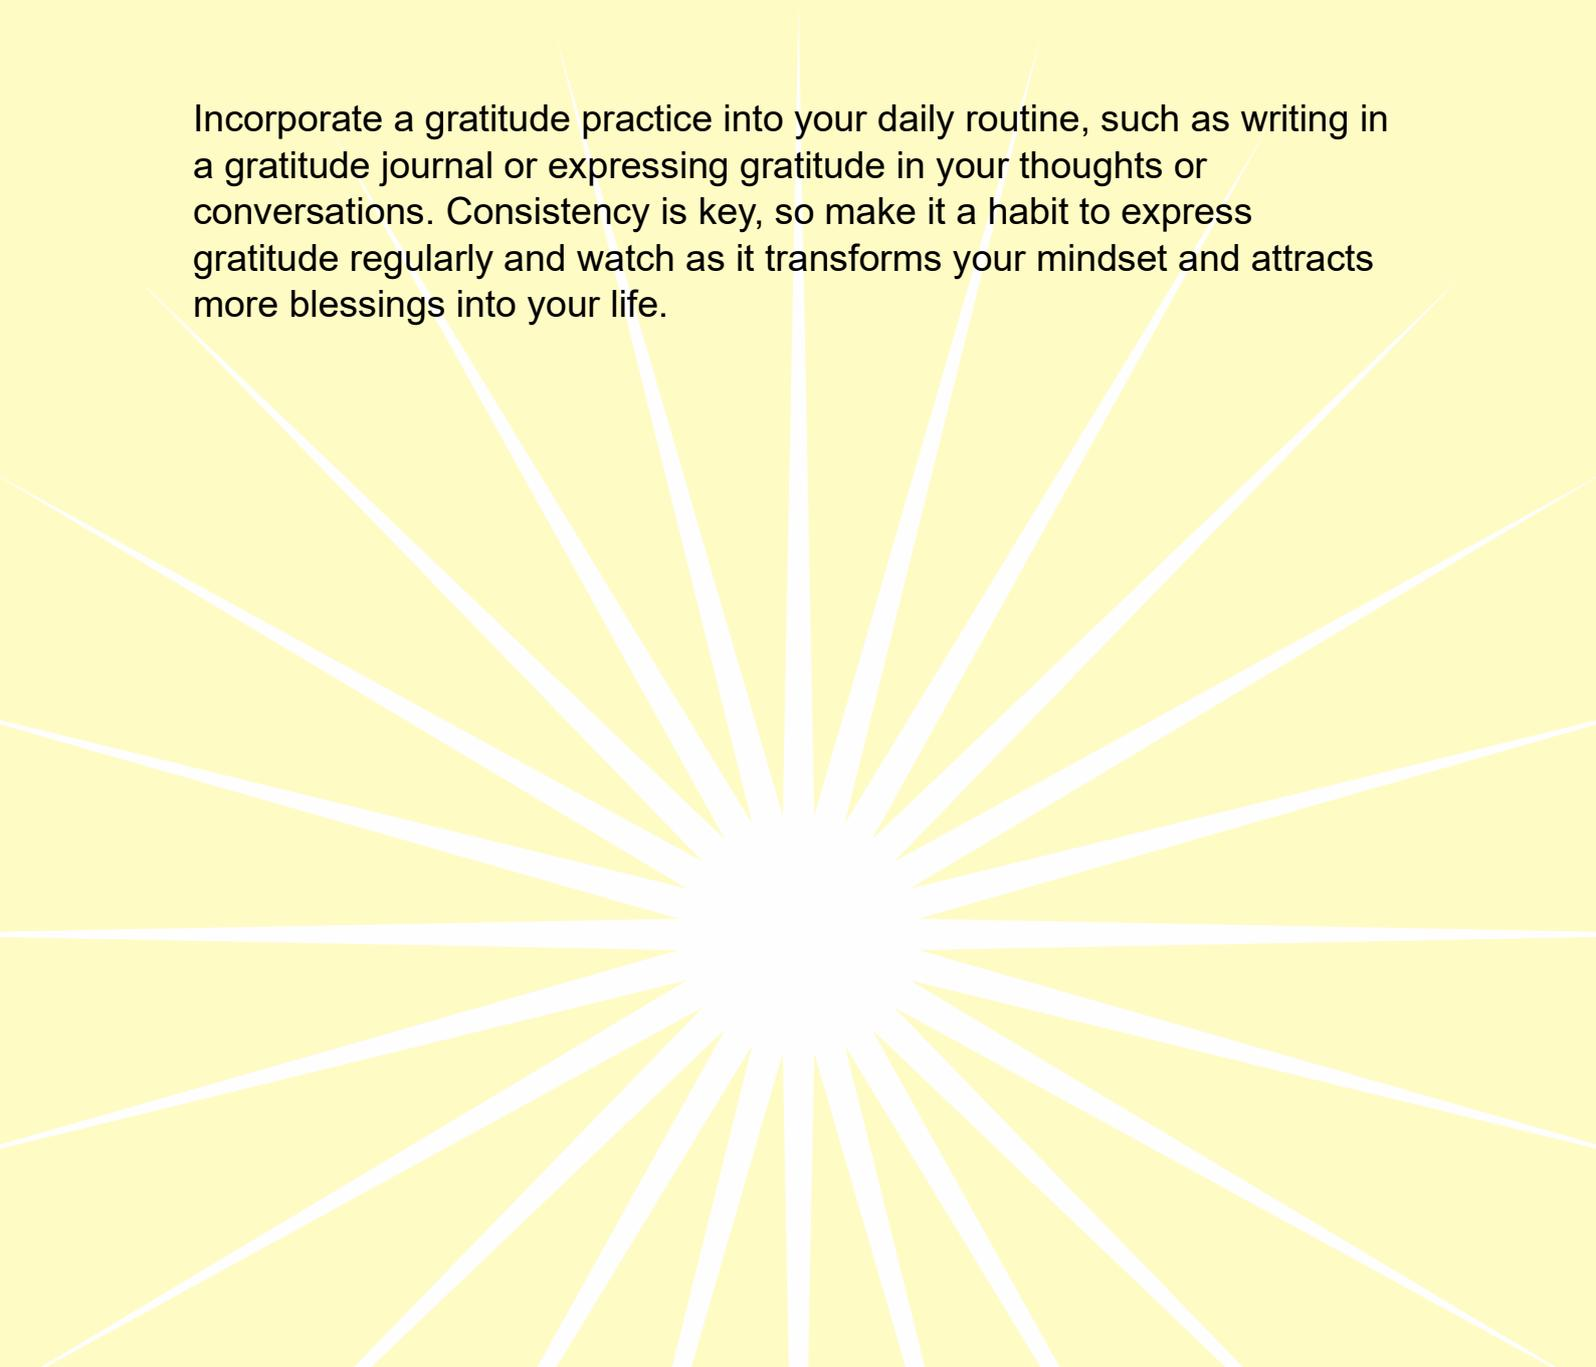 Incorporate a gratitude practice into your daily routine, such as writing in
a gratitude journal or expressing gratitude in your thoughts or
conversations. Consistency is key, so make it a habit to express
gratitude regularly and watch as it transforms your mindset and attracts
more blessings into your life.